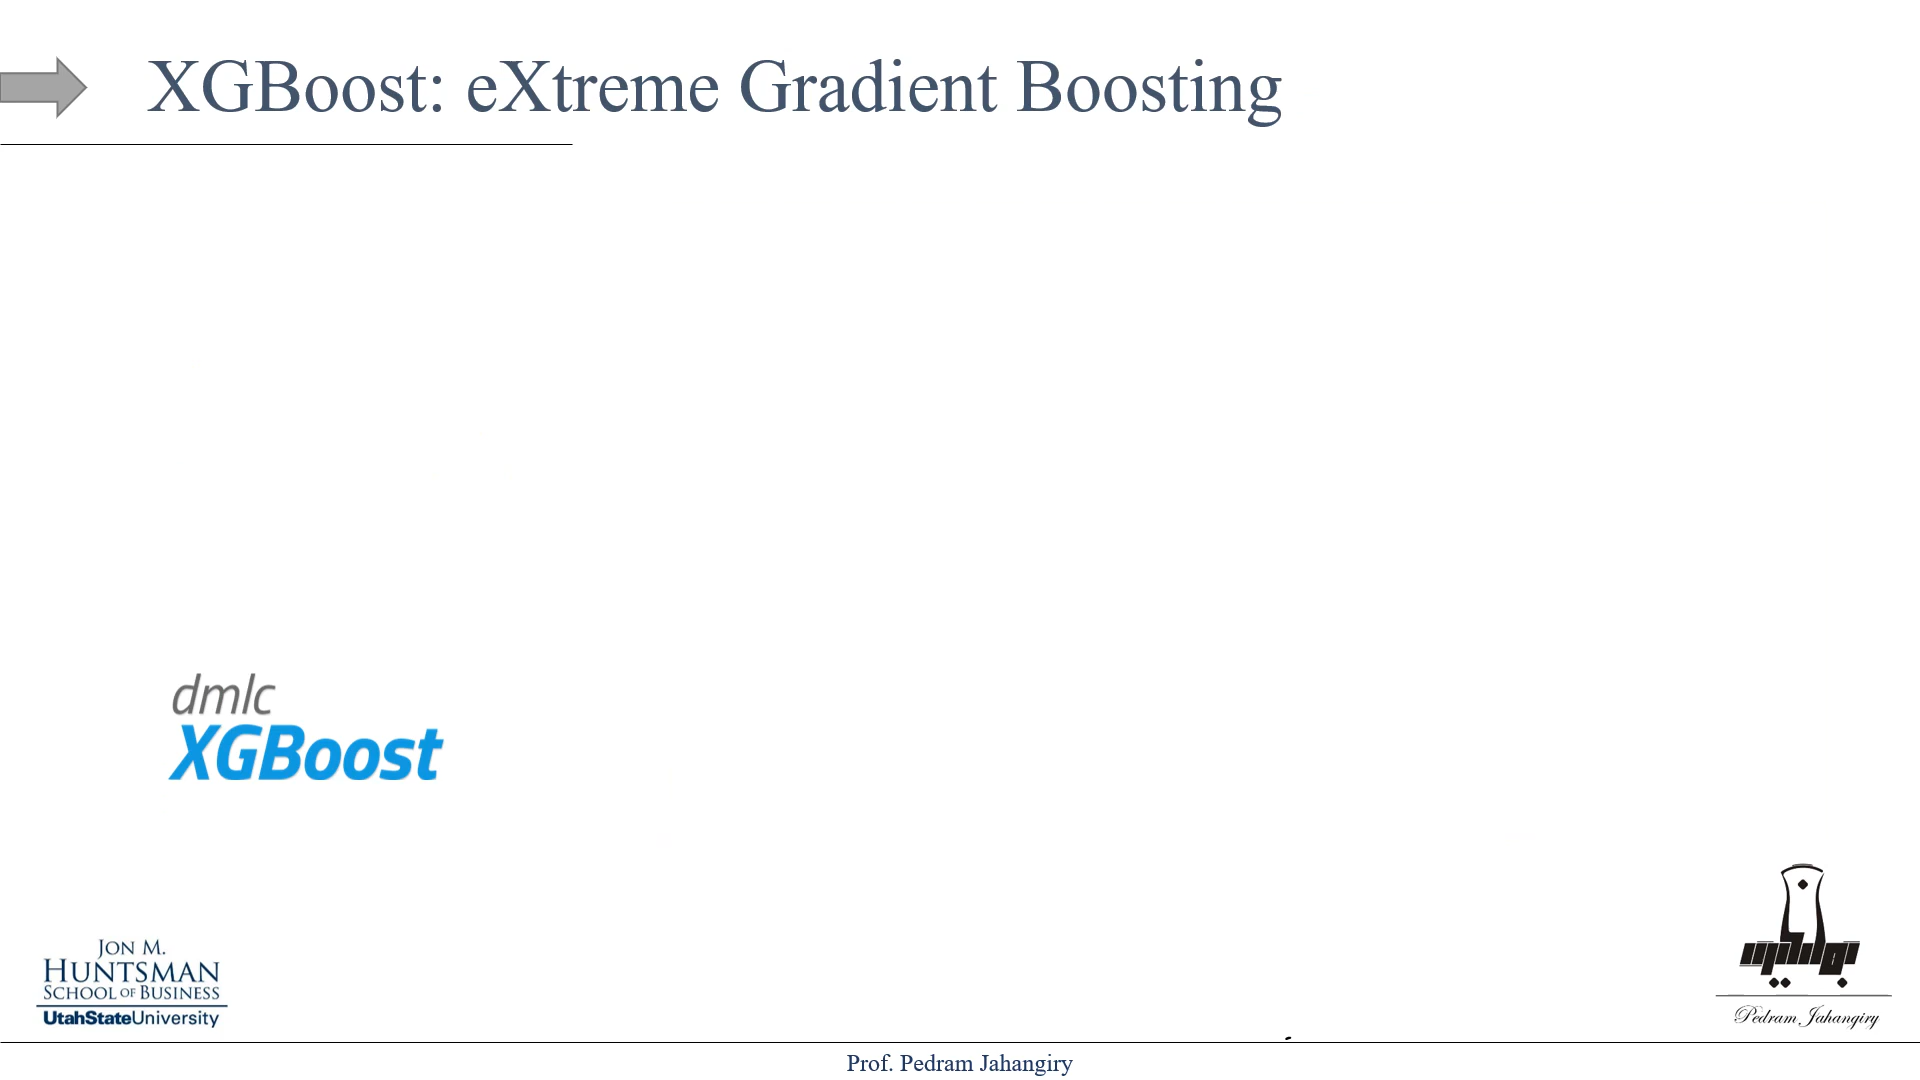 XGBoost: eXtreme Gradient Boosting
dmlc
XGBoost
JON M.
HUNTSMAN
SCHOOL OF BUSINESS
UtahStateUniversity
Pedram Jahangiry
Prof. Pedram Jahangiry